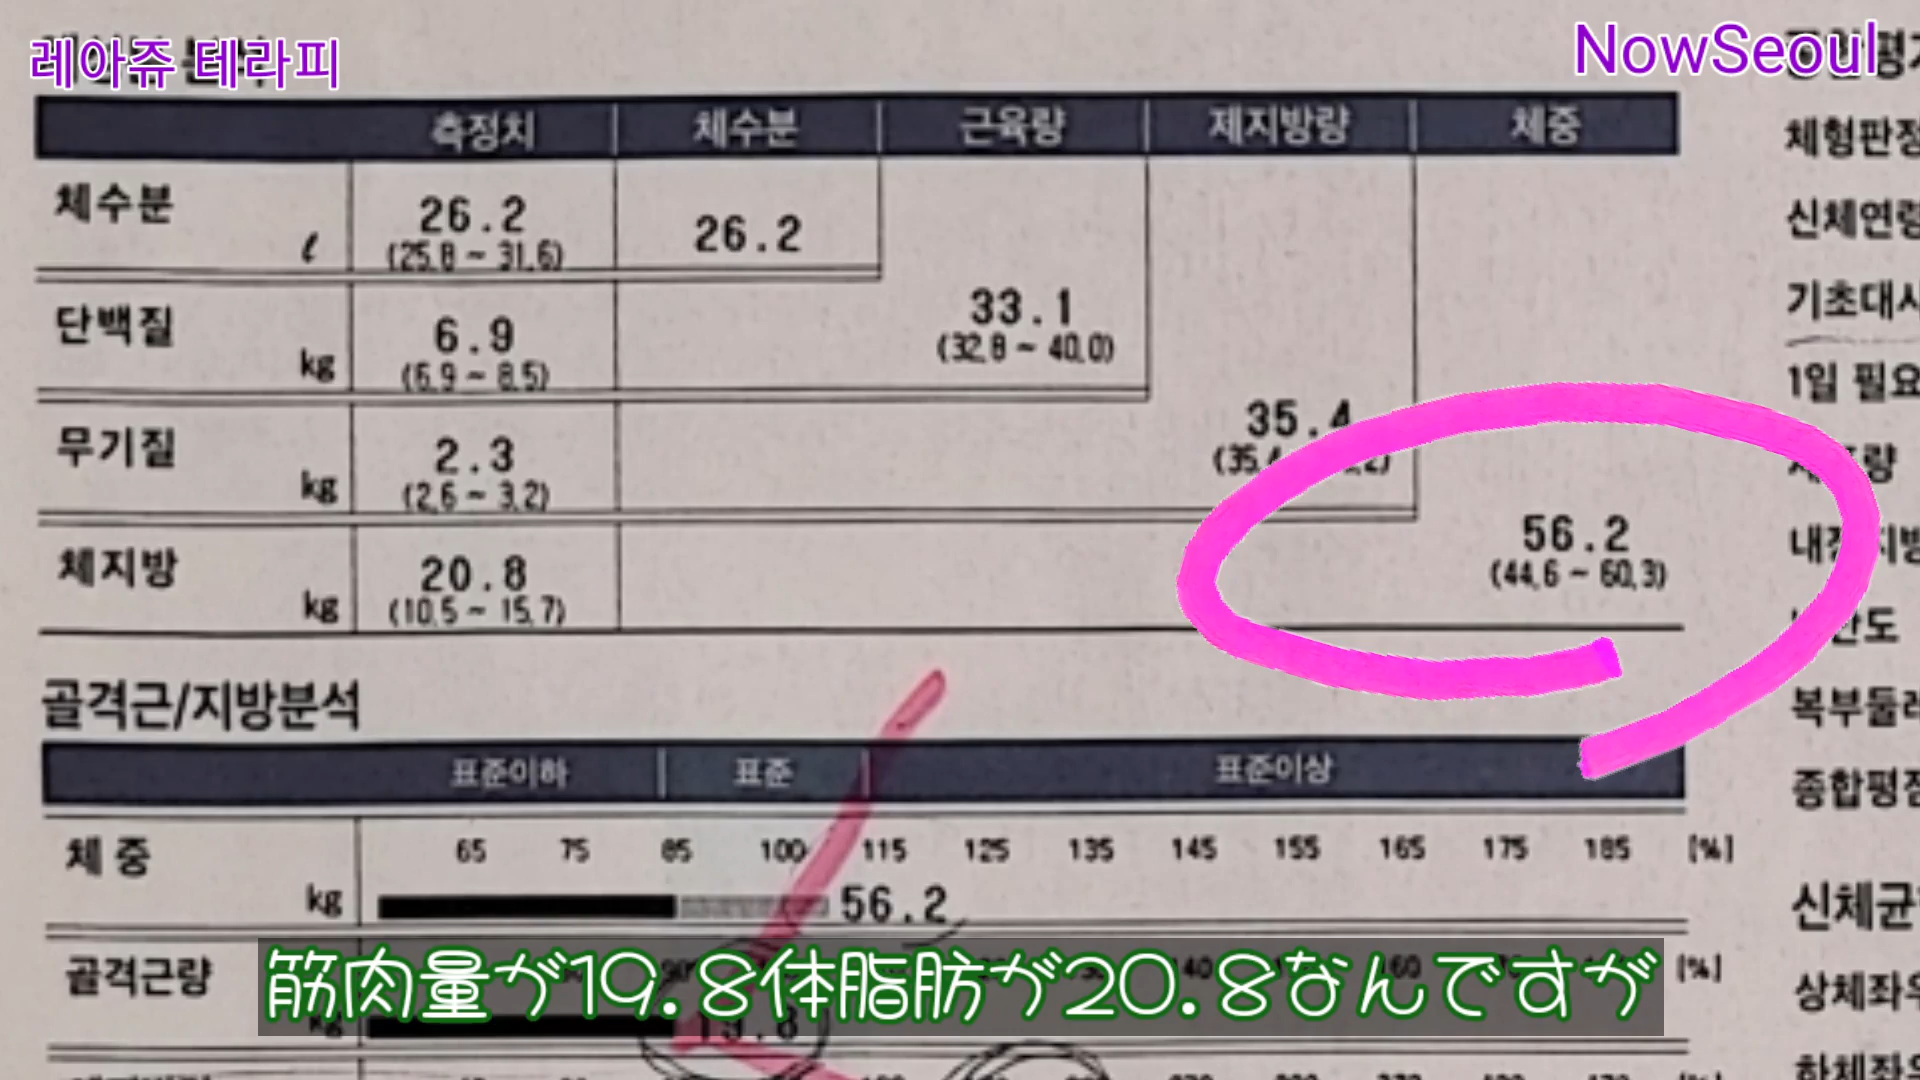 레아쥬 테라피
NowSeoul
측정치 체수분 근육량 제지방량 체중
체수분 ℓ 26.2 26.2
(25.8 ~ 31.6)
단백질 kg 6.9 33.1
(6.9 ~ 8.5) (32.8 ~ 40.0)
무기질 kg 2.3 35.4
(2.6 ~ 3.2)
체지방 kg 20.8 56.2
(10.5 ~ 15.7) (44.6 ~ 60.3)
체형판정
신체연령
기초대사
1일 필요
복부둘레
종합평점
신체균
상체좌우
하체좌우
골격근/지방분석
표준이하 표준 표준이상
체중 65 75 85 100 115 125 135 145 155 165 175 185 [%]
kg 56.2
골격근량 [%]
kg 19.8
筋肉量が19.8体脂肪が20.8なんですが